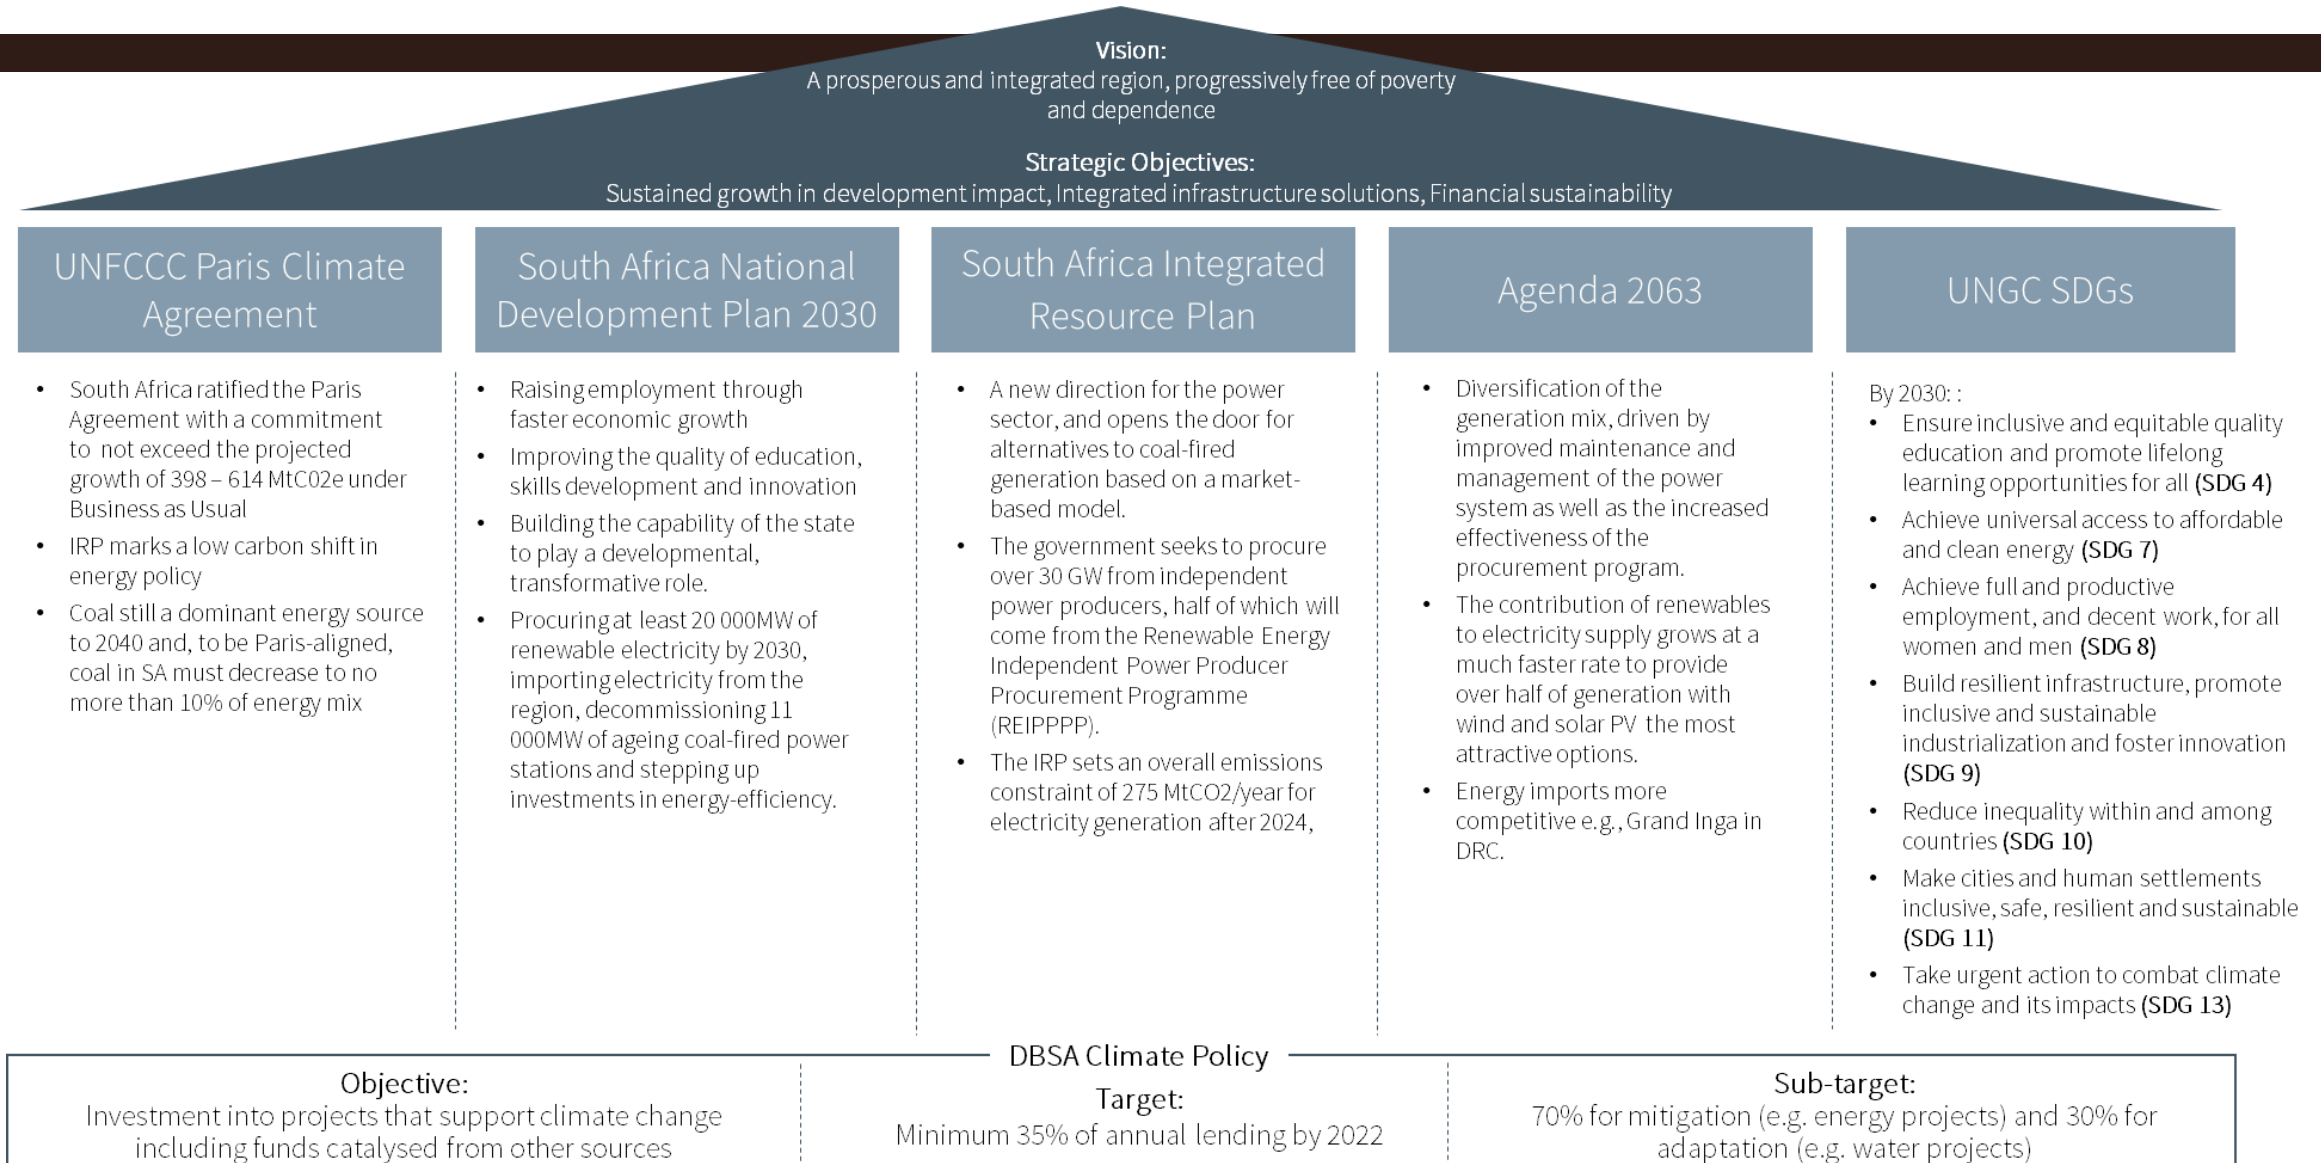 Vision:
A prosperous and integrated region, progressively free of poverty
and dependence
Strategic Objectives:
Sustained growth in development impact, Integrated infrastructure solutions, Financial sustainability
UNFCCC Paris Climate
Agreement
• South Africa ratified the Paris
Agreement with a commitment
to not exceed the projected
growth of 398 – 614 MtC02e under
Business as Usual
• IRP marks a low carbon shift in
energy policy
• Coal still a dominant energy source
to 2040 and, to be Paris-aligned,
coal in SA must decrease to no
more than 10% of energy mix
South Africa National
Development Plan 2030
• Raising employment through
faster economic growth
• Improving the quality of education,
skills development and innovation
• Building the capability of the state
to play a developmental,
transformative role.
• Procuring at least 20 000MW of
renewable electricity by 2030,
importing electricity from the
region, decommissioning 11
000MW of ageing coal-fired power
stations and stepping up
investments in energy-efficiency.
South Africa Integrated
Resource Plan
• A new direction for the power
sector, and opens the door for
alternatives to coal-fired
generation based on a market-
based model.
• The government seeks to procure
over 30 GW from independent
power producers, half of which will
come from the Renewable Energy
Independent Power Producer
Procurement Programme
(REIPPPP).
• The IRP sets an overall emissions
constraint of 275 MtCO2/year for
electricity generation after 2024,
Agenda 2063
• Diversification of the
generation mix, driven by
improved maintenance and
management of the power
system as well as the increased
effectiveness of the
procurement program.
• The contribution of renewables
to electricity supply grows at a
much faster rate to provide
over half of generation with
wind and solar PV the most
attractive options.
• Energy imports more
competitive e.g., Grand Inga in
DRC.
UNGC SDGs
By 2030: :
• Ensure inclusive and equitable quality
education and promote lifelong
learning opportunities for all (SDG 4)
• Achieve universal access to affordable
and clean energy (SDG 7)
• Achieve full and productive
employment, and decent work, for all
women and men (SDG 8)
• Build resilient infrastructure, promote
inclusive and sustainable
industrialization and foster innovation
(SDG 9)
• Reduce inequality within and among
countries (SDG 10)
• Make cities and human settlements
inclusive, safe, resilient and sustainable
(SDG 11)
• Take urgent action to combat climate
change and its impacts (SDG 13)
DBSA Climate Policy
Objective:
Investment into projects that support climate change
including funds catalysed from other sources
Target:
Minimum 35% of annual lending by 2022
Sub-target:
70% for mitigation (e.g. energy projects) and 30% for
adaptation (e.g. water projects)